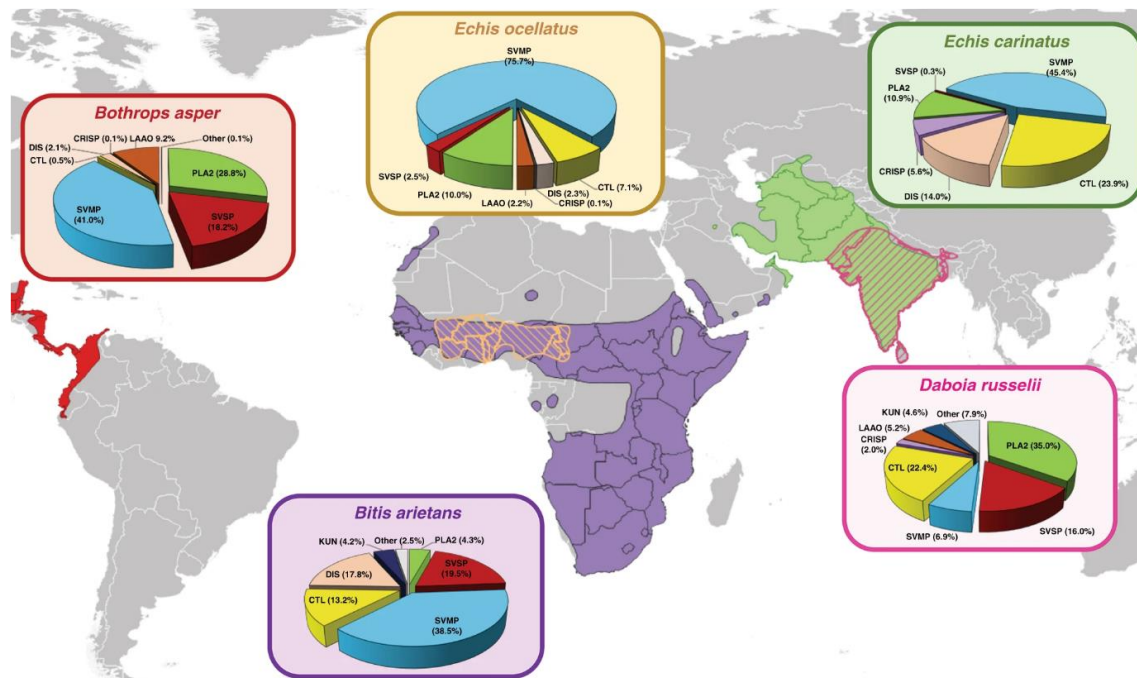 Echis ocellatus
SVMP
(75.7%)
SVSP (2.5%)
PLA2 (10.0%)
LAAO (2.2%)
DIS (2.3%)
CRISP (0.1%)
CTL (7.1%)
Echis carinatus
SVMP
(45.4%)
SVSP (0.3%)
PLA2
(10.9%)
CRISP (5.6%)
DIS (14.0%)
CTL (23.9%)
Bothrops asper
CRISP (0.1%)
LAAO 9.2%)
Other (0.1%)
DIS (2.1%)
CTL (0.5%)
PLA2 (28.8%)
SVMP
(41.0%)
SVSP
(18.2%)
Daboia russelii
KUN (4.6%)
Other (7.9%)
LAAO (5.2%)
CRISP
(2.0%)
PLA2 (35.0%)
CTL (22.4%)
SVMP (6.9%)
SVSP (16.0%)
Bitis arietans
KUN (4.2%)
Other (2.5%)
PLA2 (4.3%)
DIS (17.8%)
SVSP
(19.5%)
CTL (13.2%)
SVMP
(38.5%)